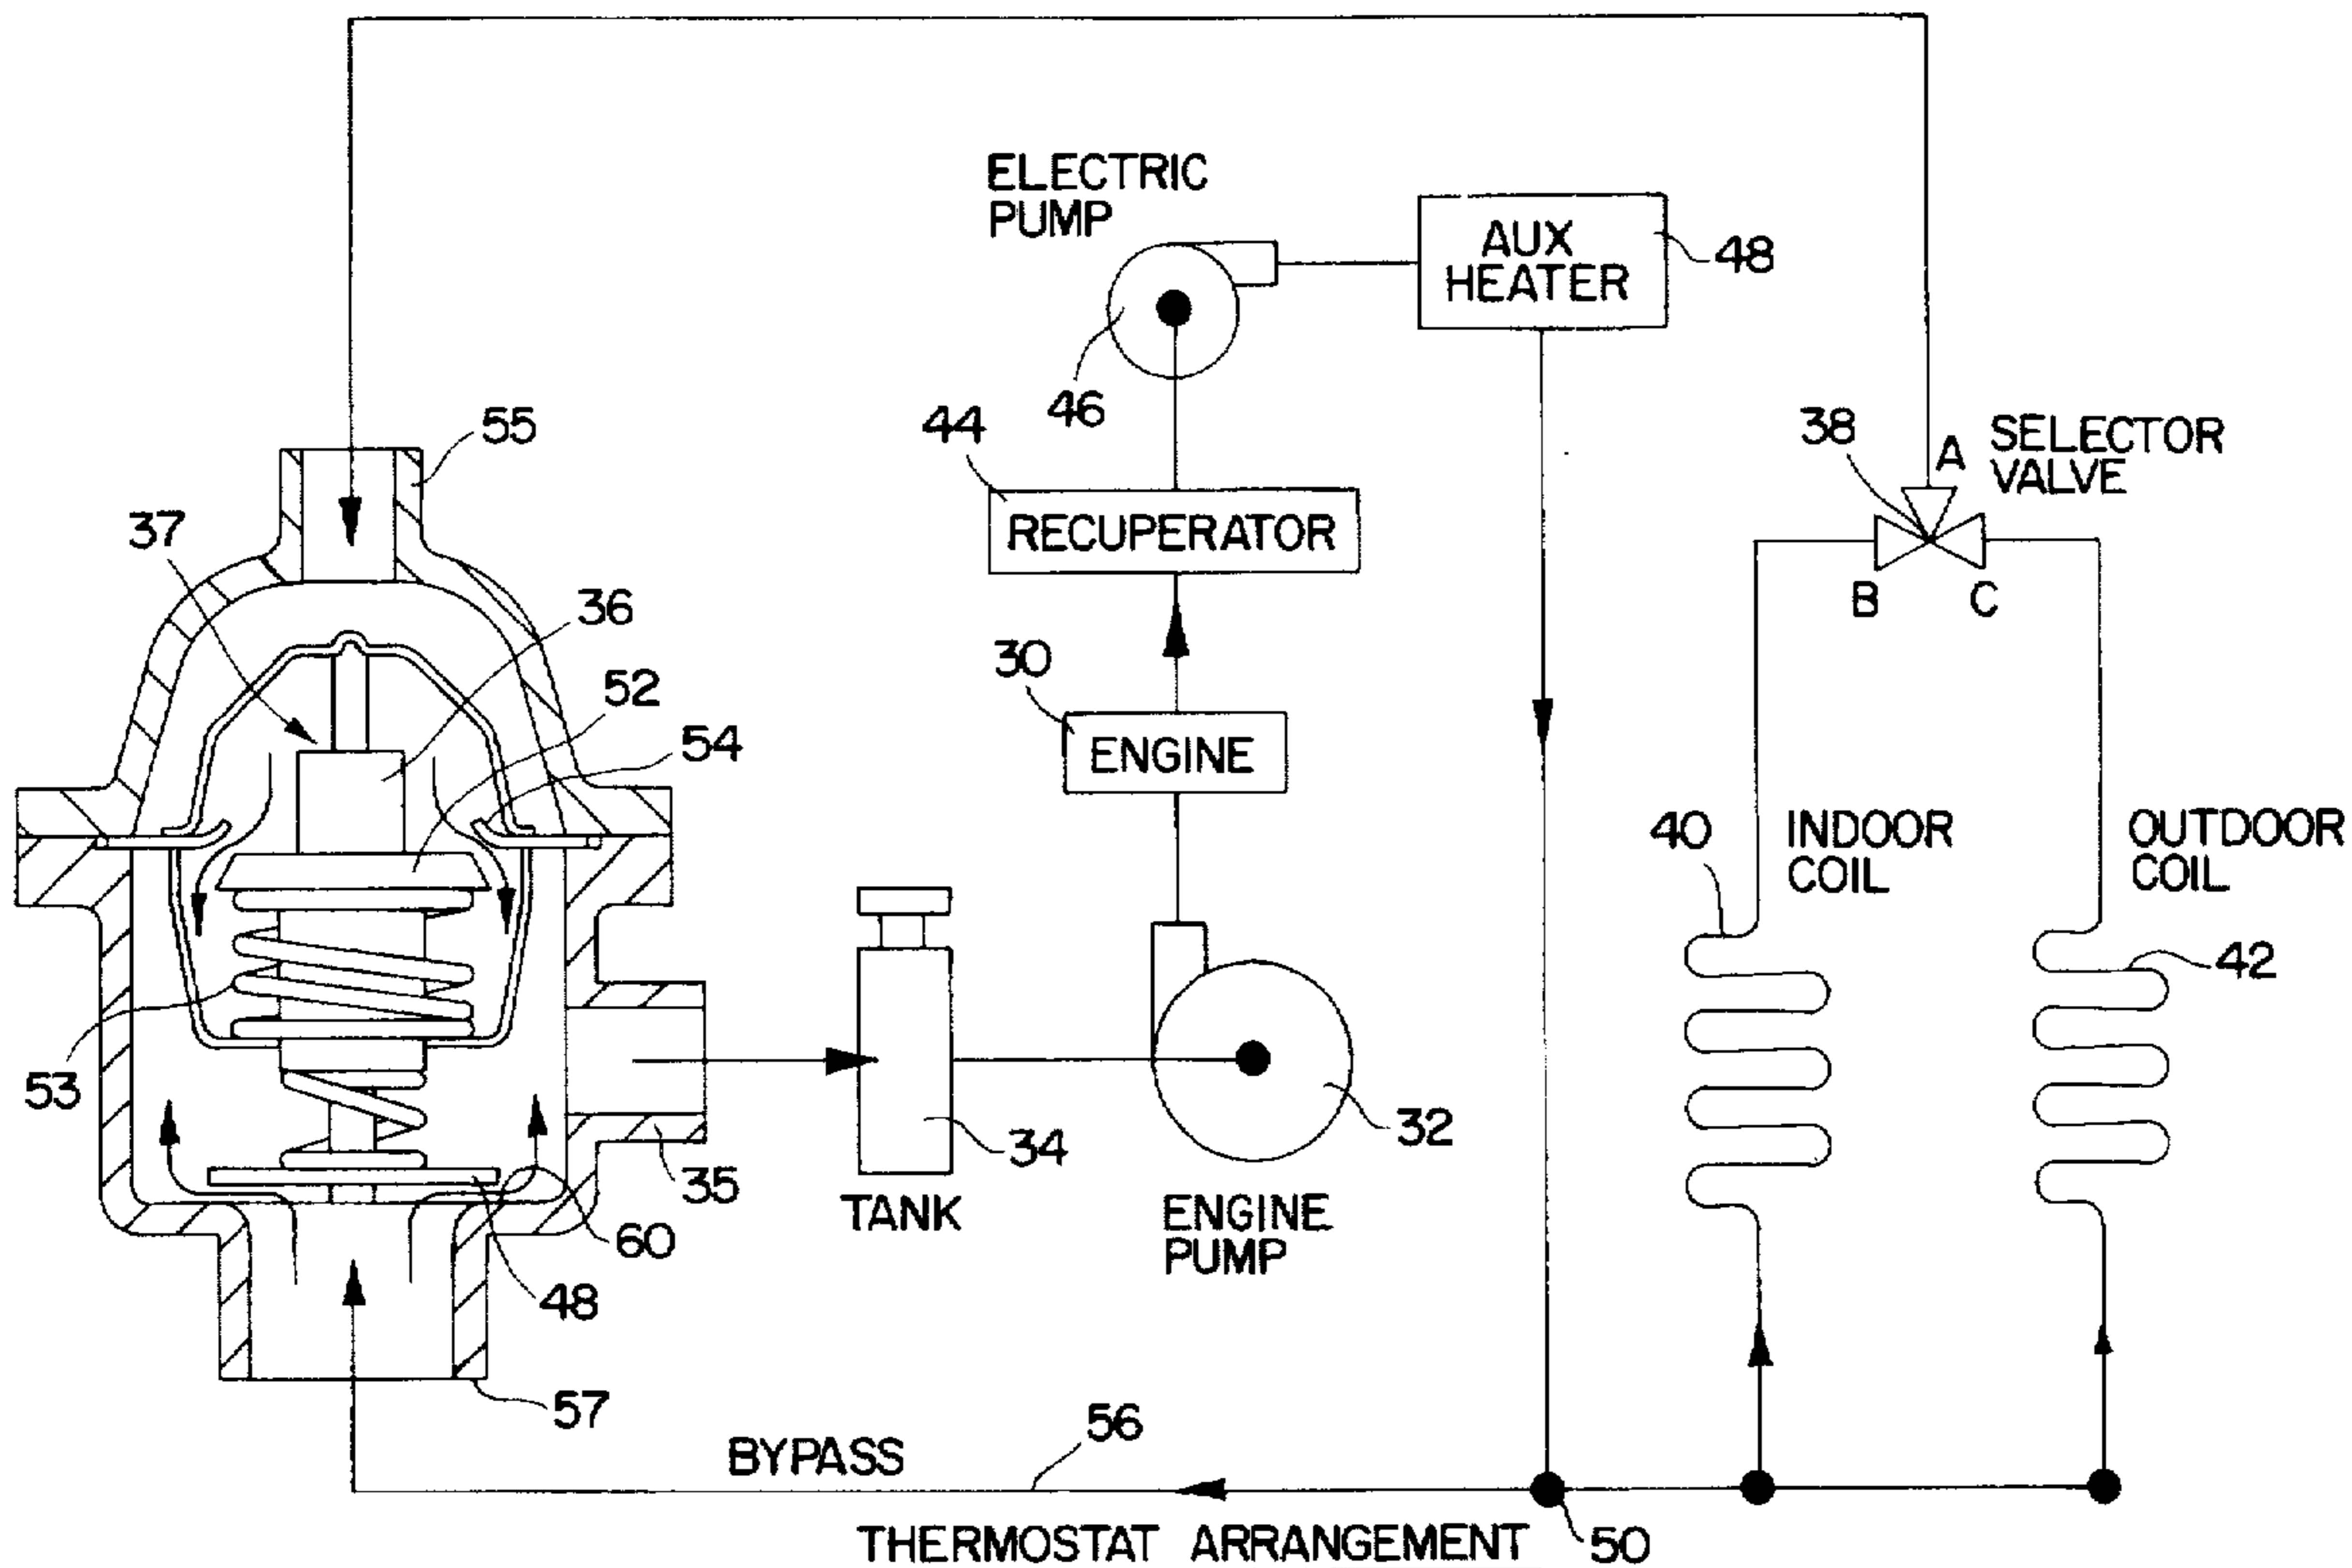 ELECTRIC
PUMP
AUX
HEATER
48
46
44
55
38
A
SELECTOR
VALVE
37
RECUPERATOR
B
C
36
30
52
54
ENGINE
40
INDOOR
COIL
OUTDOOR
COIL
42
53
34
32
35
TANK
ENGINE
PUMP
60
48
57
56
BYPASS
THERMOSTAT ARRANGEMENT
50